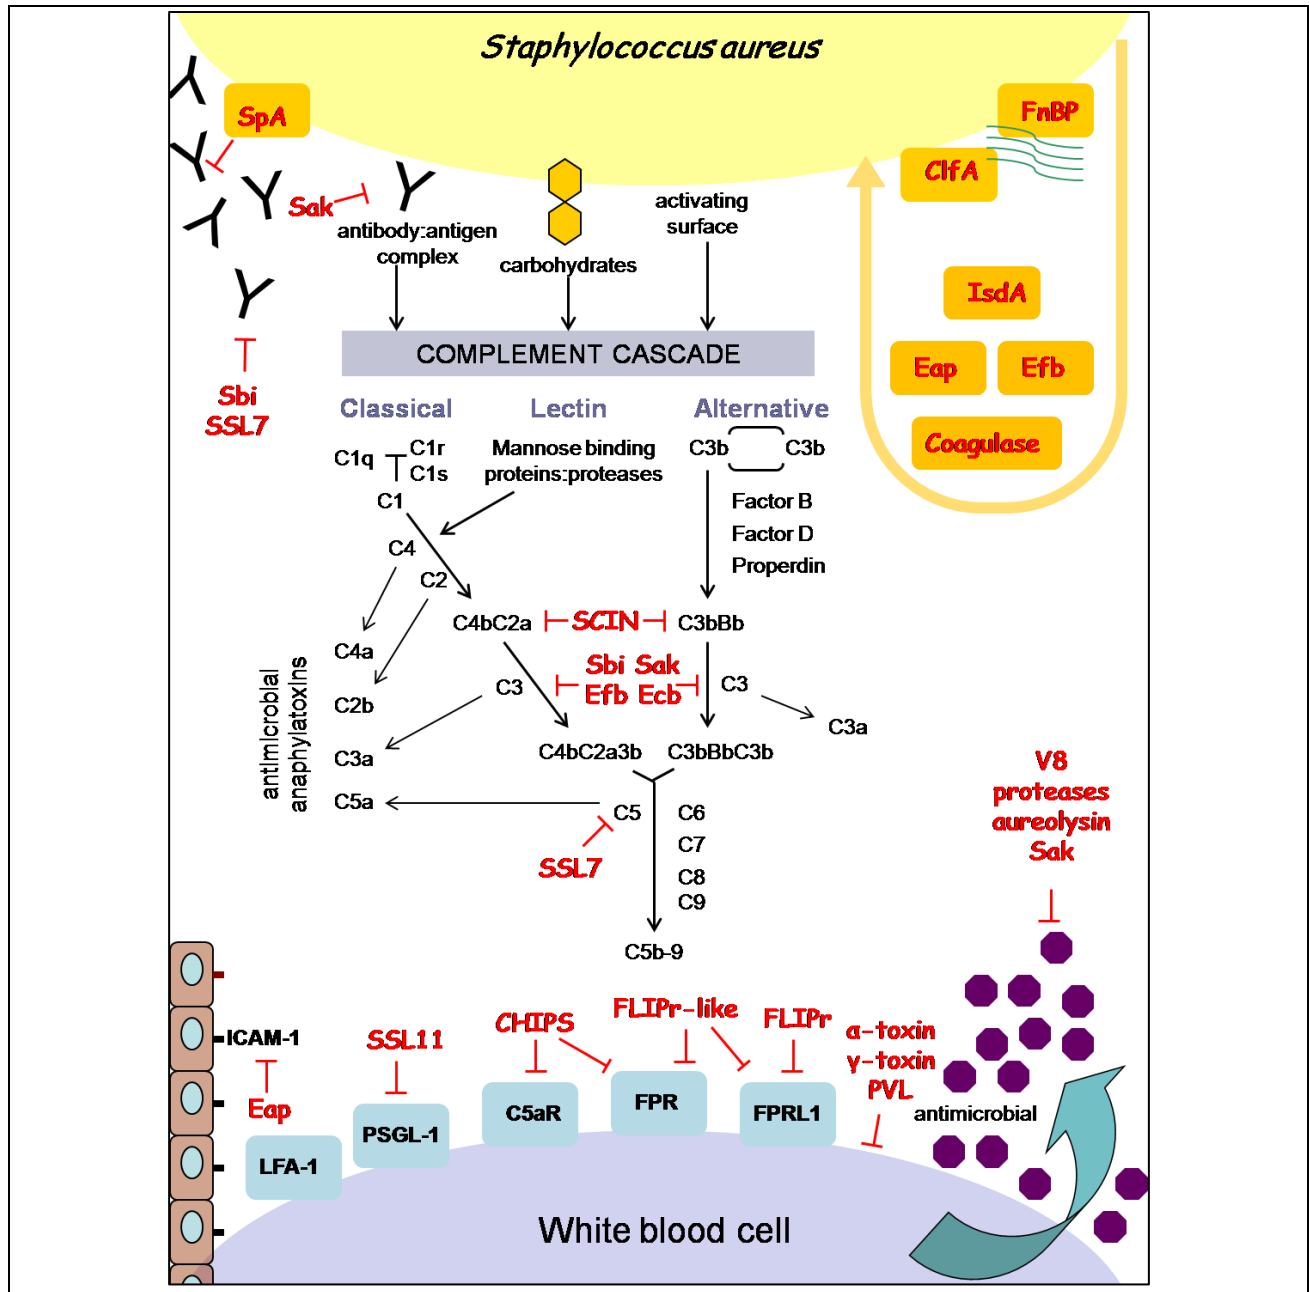 Staphylococcus aureus
SpA
FnBP
ClfA
Sak
antibody:antigen
complex
carbohydrates
activating
surface
IsdA
Eap
Efb
Coagulase
Sbi
SSL7
COMPLEMENT CASCADE
Classical
Lectin
Alternative
C1q
C1r
C1s
C1
Mannose binding
proteins:proteases
C3b
C3b
Factor B
Factor D
Properdin
C4
C2
C4bC2a
SCIN
C3bBb
C4a
C2b
C3a
C5a
antimicrobial
anaphylatoxins
Sbi Sak
Efb Ecb
C3
C3
C3a
C4bC2a3b
C3bBbC3b
C5
SSL7
C6
C7
C8
C9
C5b-9
V8
proteases
aureolysin
Sak
ICAM-1
Eap
LFA-1
SSL11
PSGL-1
CHIPS
C5aR
FLIPr-like
FPR
FLIPr
FPRL1
α-toxin
γ-toxin
PVL
antimicrobial
White blood cell